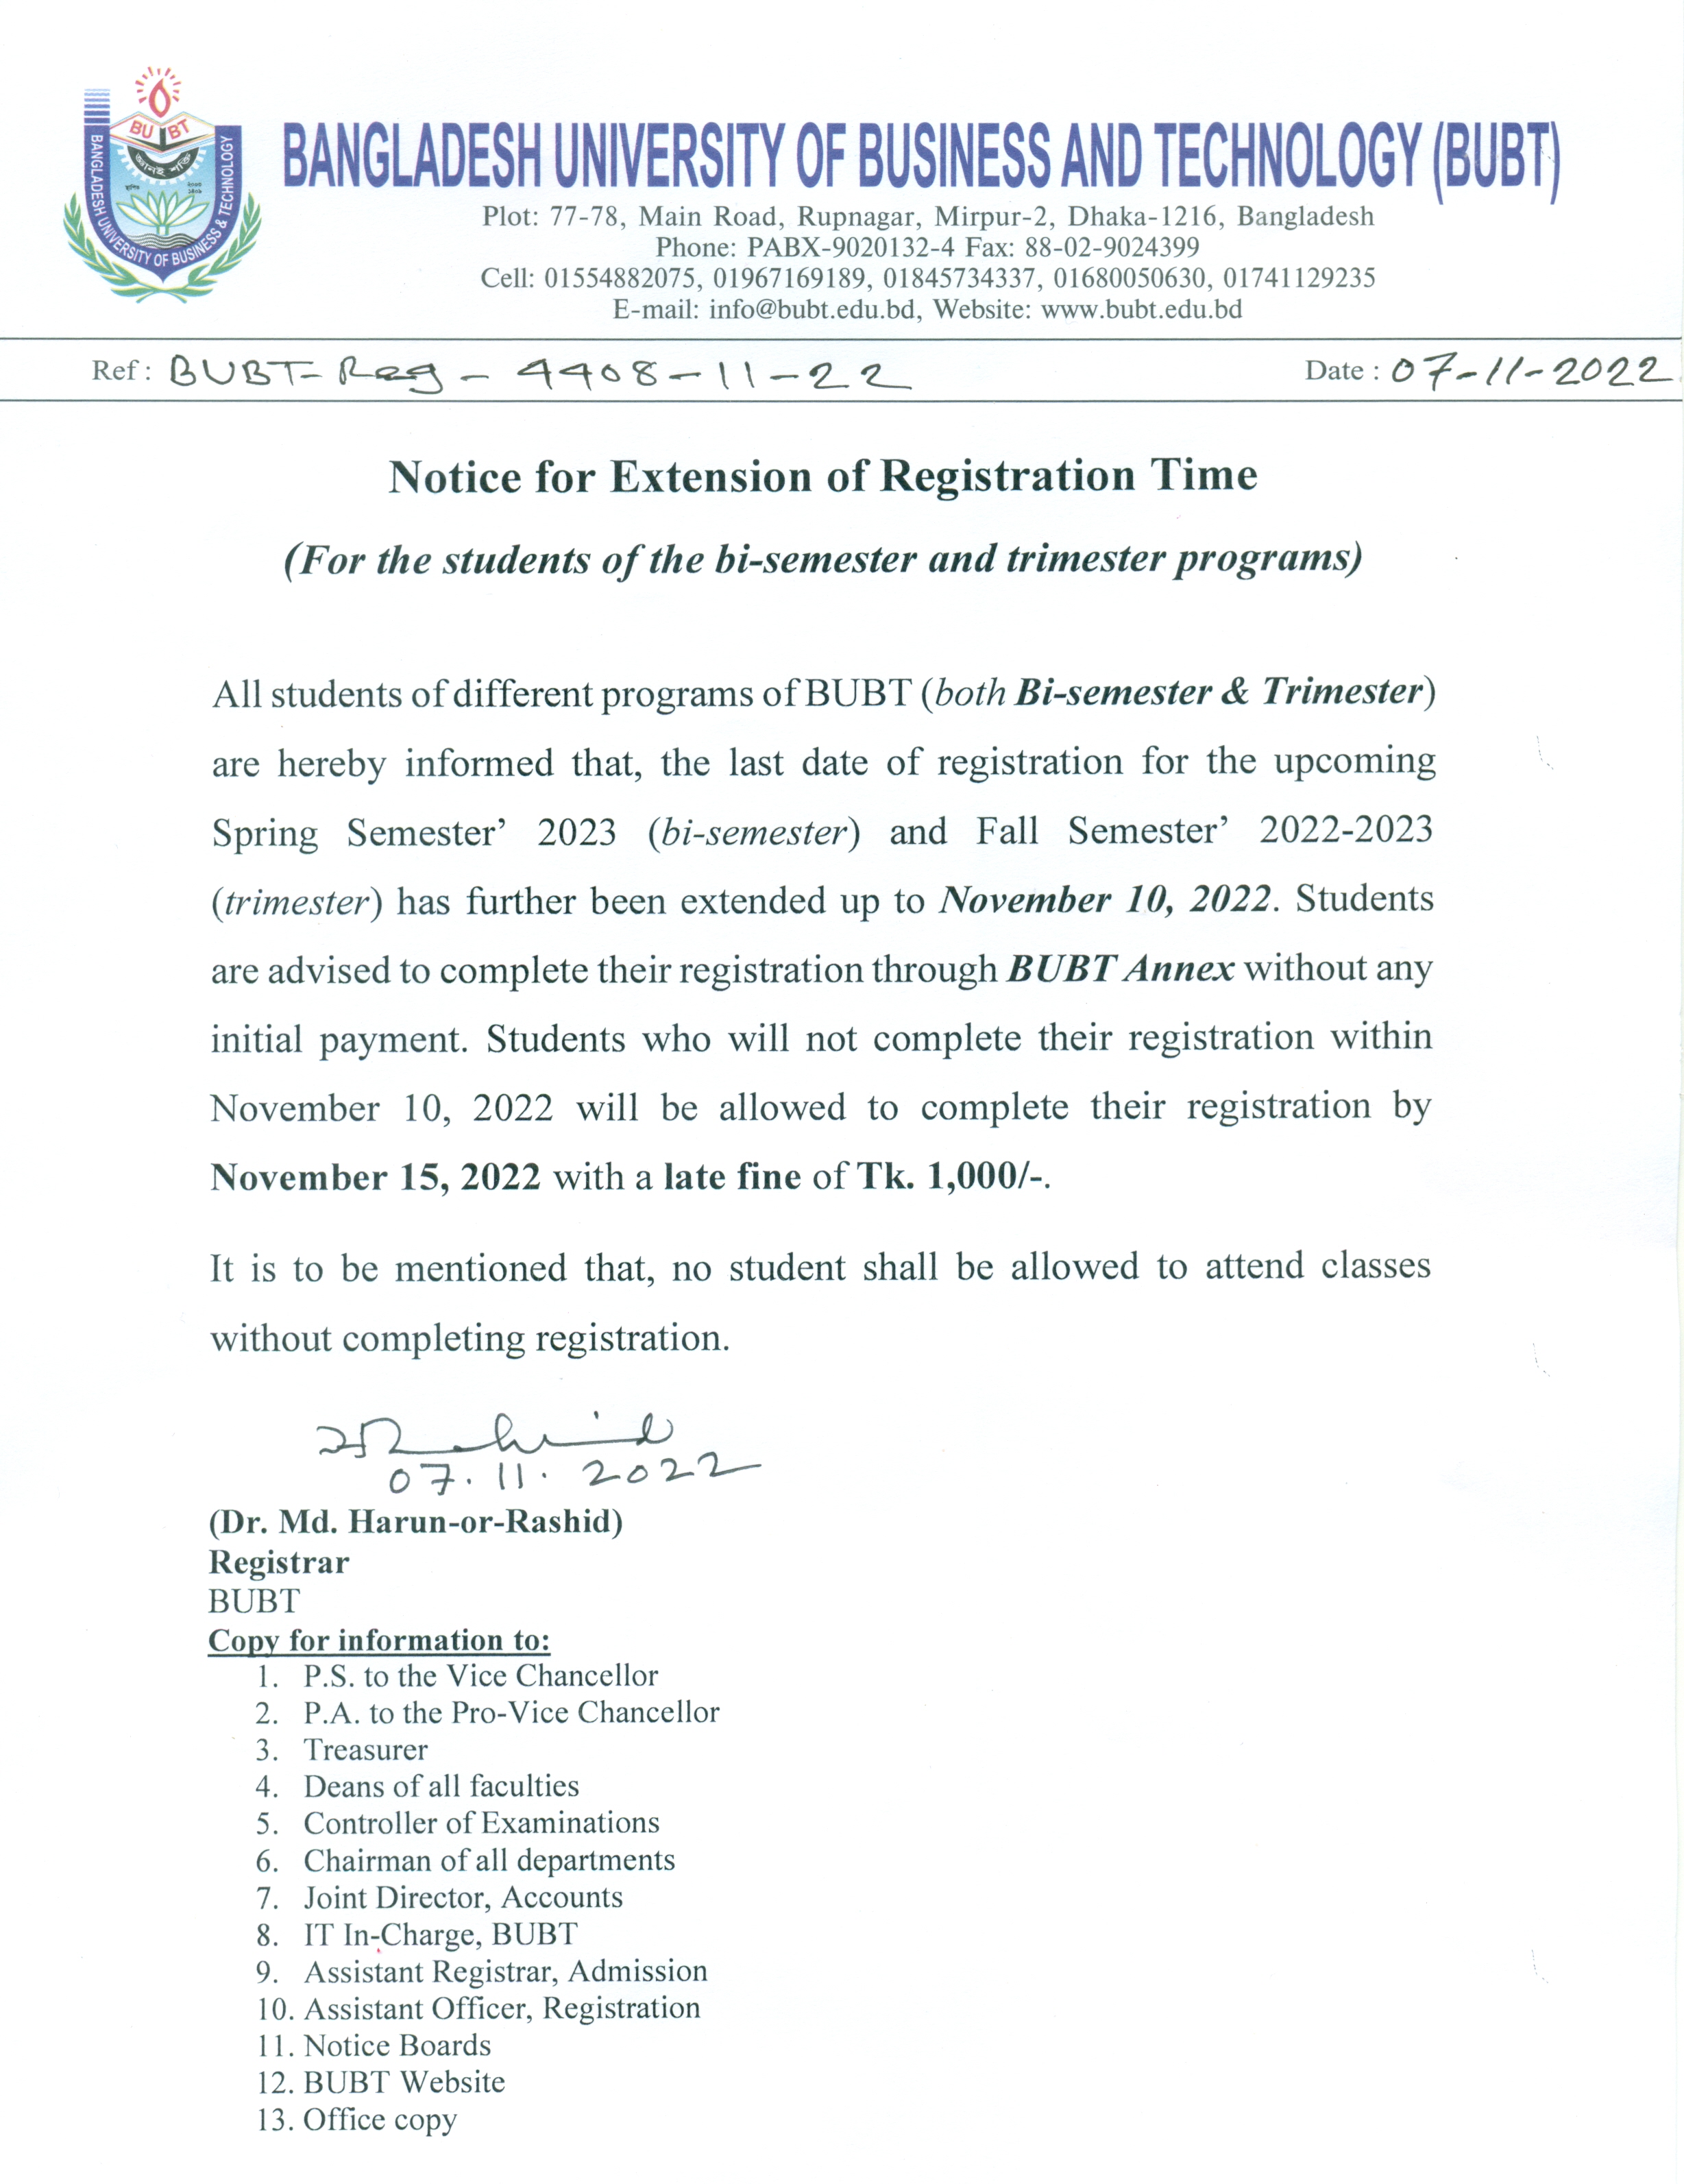 BU BT
জ্ঞানই শক্তি
স্থাপিত ২০০৩
BANGLADESH UNIVERSITY OF BUSINESS & TECHNOLOGY
BANGLADESH UNIVERSITY OF BUSINESS AND TECHNOLOGY (BUBT)
Plot: 77-78, Main Road, Rupnagar, Mirpur-2, Dhaka-1216, Bangladesh
Phone: PABX-9020132-4 Fax: 88-02-9024399
Cell: 01554882075, 01967169189, 01845734337, 01680050630, 01741129235
E-mail: info@bubt.edu.bd, Website: www.bubt.edu.bd
Ref : BUBT-Reg - 4408-11-22 Date : 07-11-2022
Notice for Extension of Registration Time
(For the students of the bi-semester and trimester programs)
All students of different programs of BUBT (both Bi-semester & Trimester)
are hereby informed that, the last date of registration for the upcoming
Spring Semester’ 2023 (bi-semester) and Fall Semester’ 2022-2023
(trimester) has further been extended up to November 10, 2022. Students
are advised to complete their registration through BUBT Annex without any
initial payment. Students who will not complete their registration within
November 10, 2022 will be allowed to complete their registration by
November 15, 2022 with a late fine of Tk. 1,000/-.
It is to be mentioned that, no student shall be allowed to attend classes
without completing registration.
07.11.2022
(Dr. Md. Harun-or-Rashid)
Registrar
BUBT
Copy for information to:
1. P.S. to the Vice Chancellor
2. P.A. to the Pro-Vice Chancellor
3. Treasurer
4. Deans of all faculties
5. Controller of Examinations
6. Chairman of all departments
7. Joint Director, Accounts
8. IT In-Charge, BUBT
9. Assistant Registrar, Admission
10. Assistant Officer, Registration
11. Notice Boards
12. BUBT Website
13. Office copy